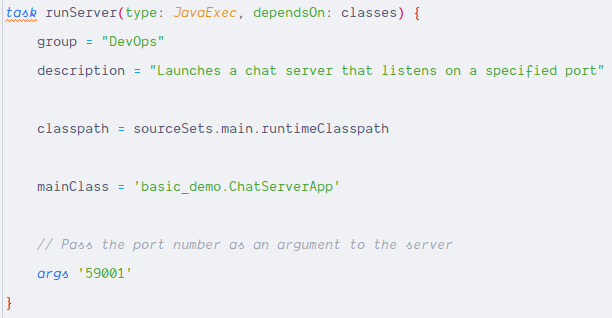 task runServer(type: JavaExec, dependsOn: classes) {
group = "DevOps"
description = "Launches a chat server that listens on a specified port"
classpath = sourceSets.main.runtimeClasspath
mainClass = 'basic_demo.ChatServerApp'
// Pass the port number as an argument to the server
args '59001'
}